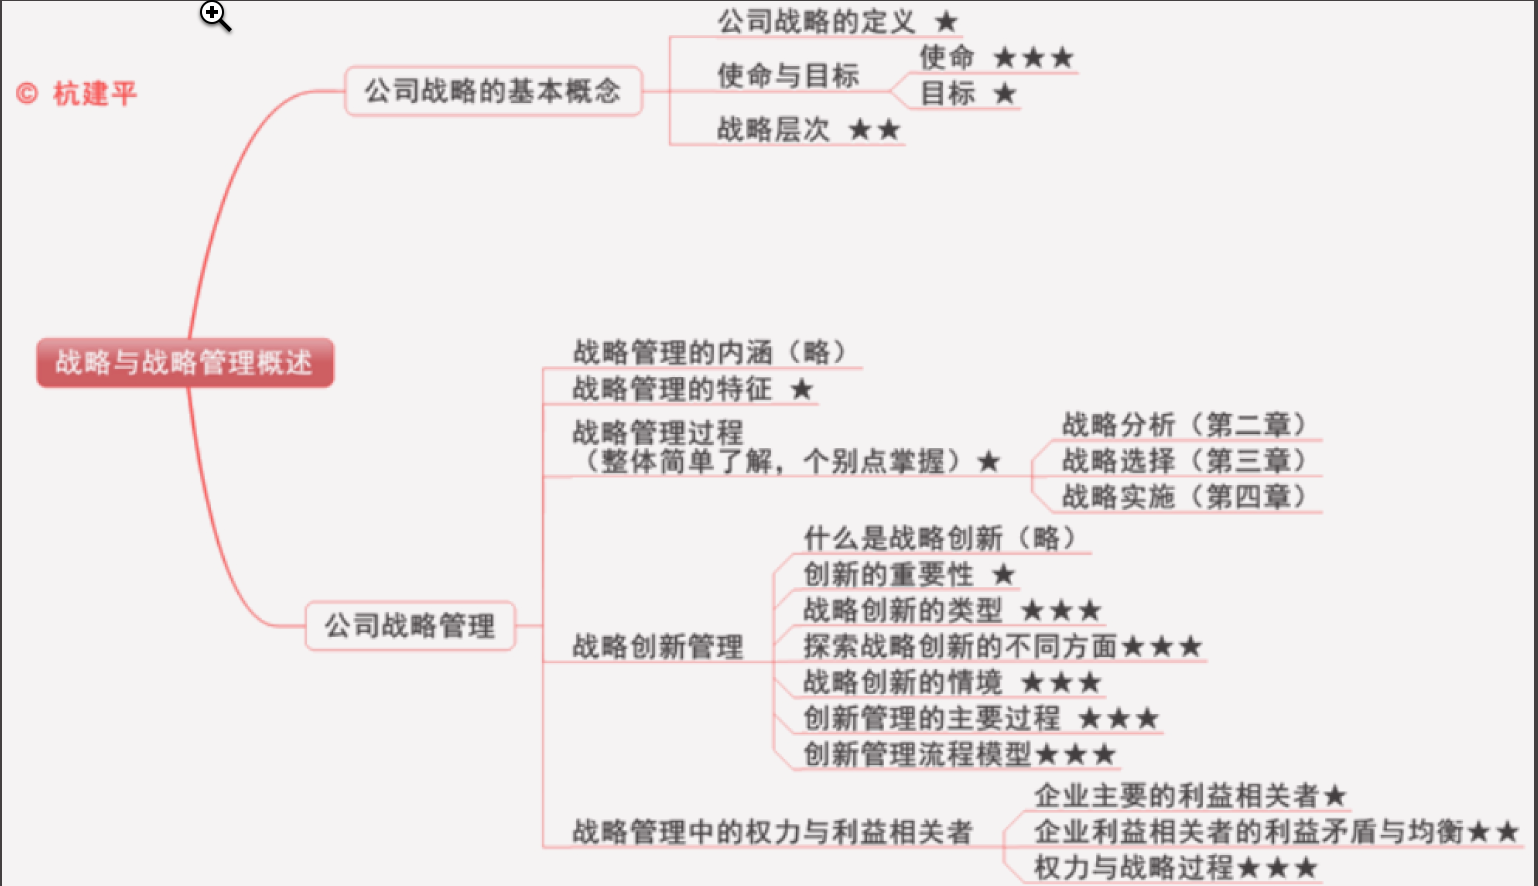 © 杭建平
战略与战略管理概述
公司战略的基本概念
公司战略的定义 ★
使命与目标
使命 ★★★
目标 ★
战略层次 ★★
公司战略管理
战略管理的内涵（略）
战略管理的特征 ★
战略管理过程
（整体简单了解，个别点掌握）★
战略分析（第二章）
战略选择（第三章）
战略实施（第四章）
战略创新管理
什么是战略创新（略）
创新的重要性 ★
战略创新的类型 ★★★
探索战略创新的不同方面★★★
战略创新的情境 ★★★
创新管理的主要过程 ★★★
创新管理流程模型★★★
战略管理中的权力与利益相关者
企业主要的利益相关者★
企业利益相关者的利益矛盾与均衡★★
权力与战略过程★★★